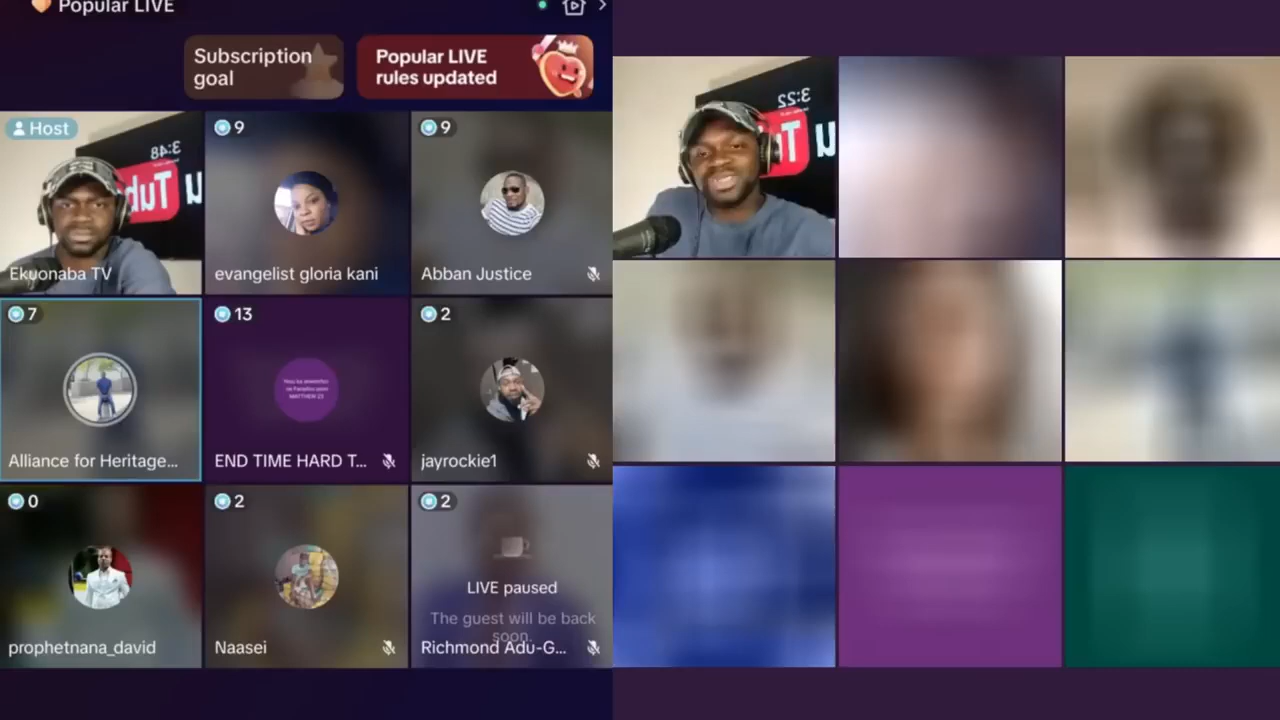 Popular LIVE
Subscription
goal
Popular LIVE
rules updated
Host
9
9
3:48
Ekuonaba TV
evangelist gloria kani
Abban Justice
7
13
2
MAYTHEW 23
Alliance for Heritage...
END TIME HARD T...
jayrockie1
0
2
2
LIVE paused
The guest will be back
soon.
prophetnana_david
Naasei
Richmond Adu-G...
3:22
U Tu